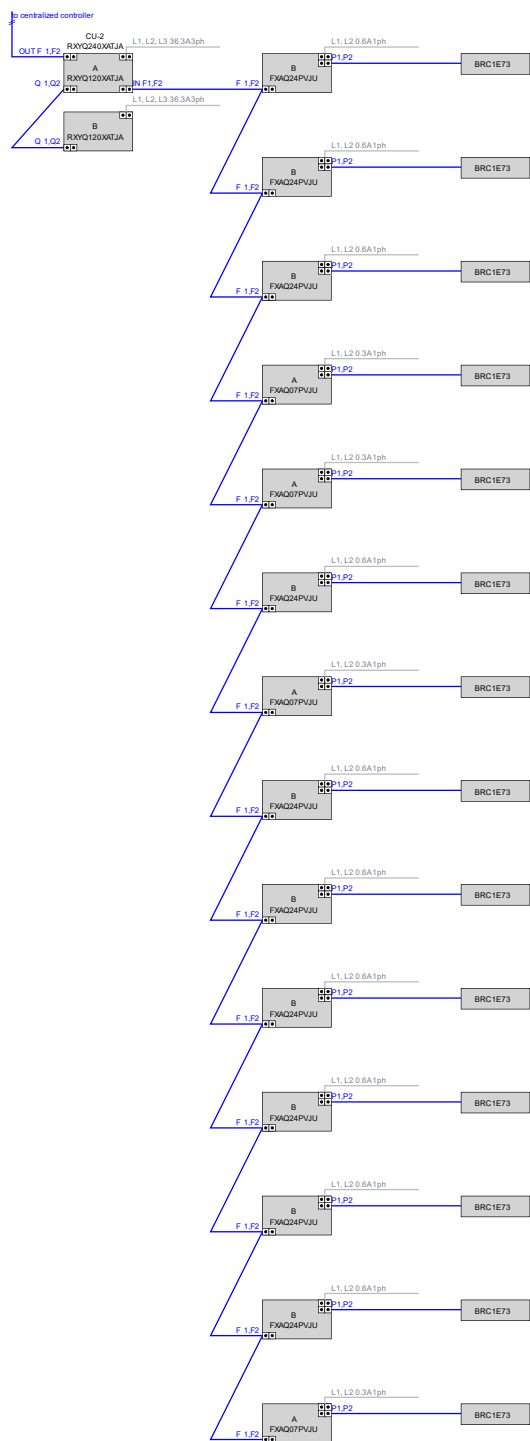 to centralized controller
CU-2
RXYQ240XATJA
L1, L2, L3 36.3A3ph
OUT F 1,F2
A
RXYQ120XATJA
Q 1,Q2
IN F1,F2
L1, L2, L3 36.3A3ph
B
RXYQ120XATJA
Q 1,Q2
L1, L2 0.6A1ph
P1,P2
B
FXAQ24PVJU
F 1,F2
BRC1E73
L1, L2 0.6A1ph
P1,P2
B
FXAQ24PVJU
F 1,F2
BRC1E73
L1, L2 0.6A1ph
P1,P2
B
FXAQ24PVJU
F 1,F2
BRC1E73
L1, L2 0.3A1ph
P1,P2
A
FXAQ07PVJU
F 1,F2
BRC1E73
L1, L2 0.3A1ph
P1,P2
A
FXAQ07PVJU
F 1,F2
BRC1E73
L1, L2 0.6A1ph
P1,P2
B
FXAQ24PVJU
F 1,F2
BRC1E73
L1, L2 0.3A1ph
P1,P2
A
FXAQ07PVJU
F 1,F2
BRC1E73
L1, L2 0.6A1ph
P1,P2
B
FXAQ24PVJU
F 1,F2
BRC1E73
L1, L2 0.6A1ph
P1,P2
B
FXAQ24PVJU
F 1,F2
BRC1E73
L1, L2 0.6A1ph
P1,P2
B
FXAQ24PVJU
F 1,F2
BRC1E73
L1, L2 0.6A1ph
P1,P2
B
FXAQ24PVJU
F 1,F2
BRC1E73
L1, L2 0.6A1ph
P1,P2
B
FXAQ24PVJU
F 1,F2
BRC1E73
L1, L2 0.6A1ph
P1,P2
B
FXAQ24PVJU
F 1,F2
BRC1E73
L1, L2 0.3A1ph
P1,P2
A
FXAQ07PVJU
F 1,F2
BRC1E73